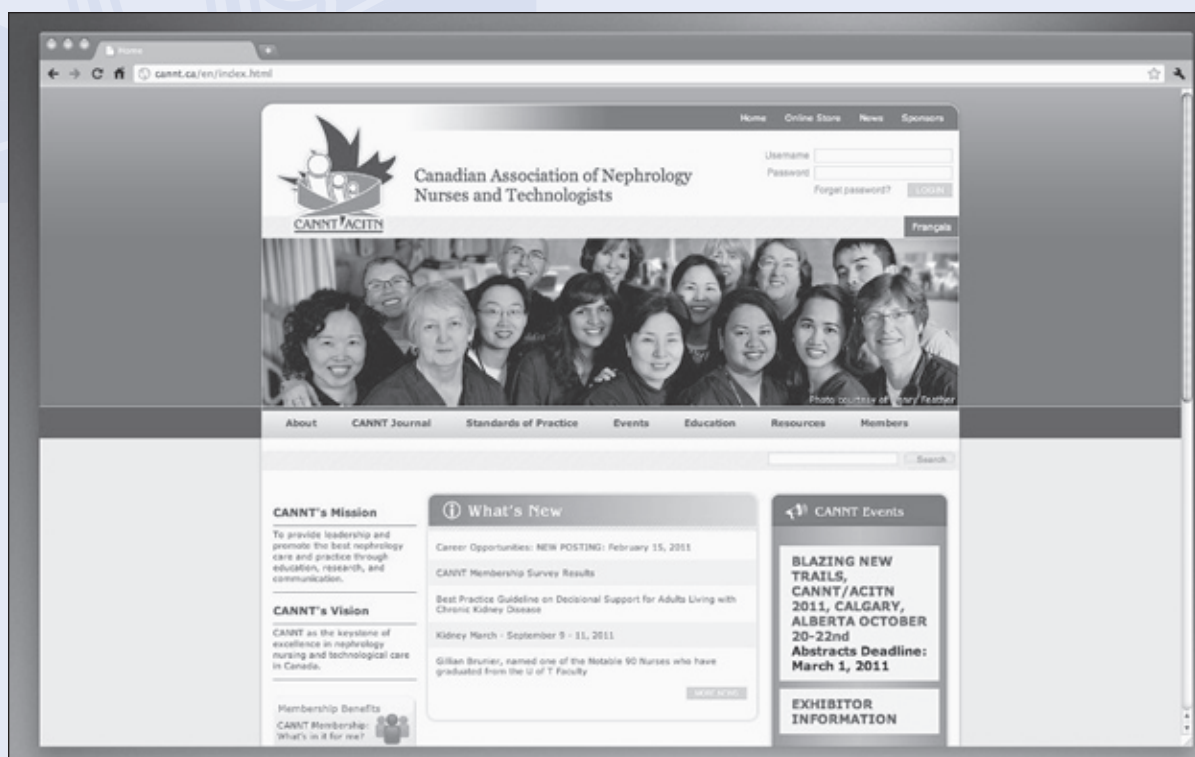 Home
cannt.ca/en/index.html
Home Online Store News Sponsors
Canadian Association of Nephrology
Nurses and Technologists
Username
Password
Forget password? LOGIN
CANNT ACITN
Français
Photo courtesy of Feather
About CANNT Journal Standards of Practice Events Education Resources Members
Search
CANNT's Mission
To provide leadership and
promote the best nephrology
care and practice through
education, research, and
communication.
CANNT's Vision
CANNT as the keystone of
excellence in nephrology
nursing and technological care
in Canada.
Membership Benefits
CANNT Membership:
What's in it for me?
What's New
Career Opportunities: NEW POSTING: February 15, 2011
CANNT Membership Survey Results
Best Practice Guideline on Decisional Support for Adults Living with
Chronic Kidney Disease
Kidney March - September 9 - 11, 2011
Gillian Brunier, named one of the Notable 90 Nurses who have
graduated from the U of T Faculty
MORE NEWS
CANNT Events
BLAZING NEW
TRAILS,
CANNT/ACITN
2011, CALGARY,
ALBERTA OCTOBER
20-22nd
Abstracts Deadline:
March 1, 2011
EXHIBITOR
INFORMATION